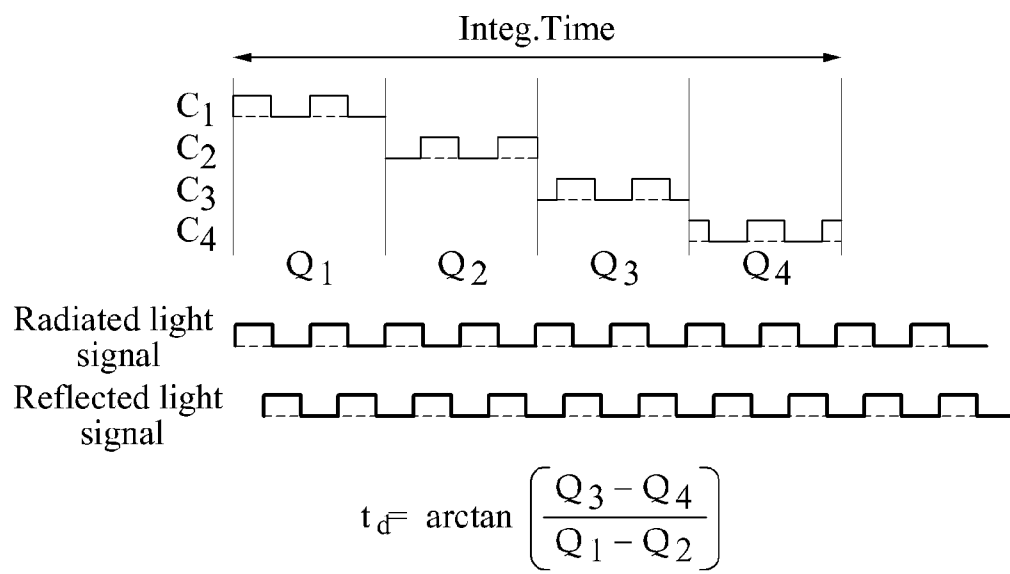 Integ.Time
C1
C2
C3
C4
Q1 Q2 Q3 Q4
Radiated light
signal
Reflected light
signal
td= arctan (Q3 – Q4 / Q1 – Q2)